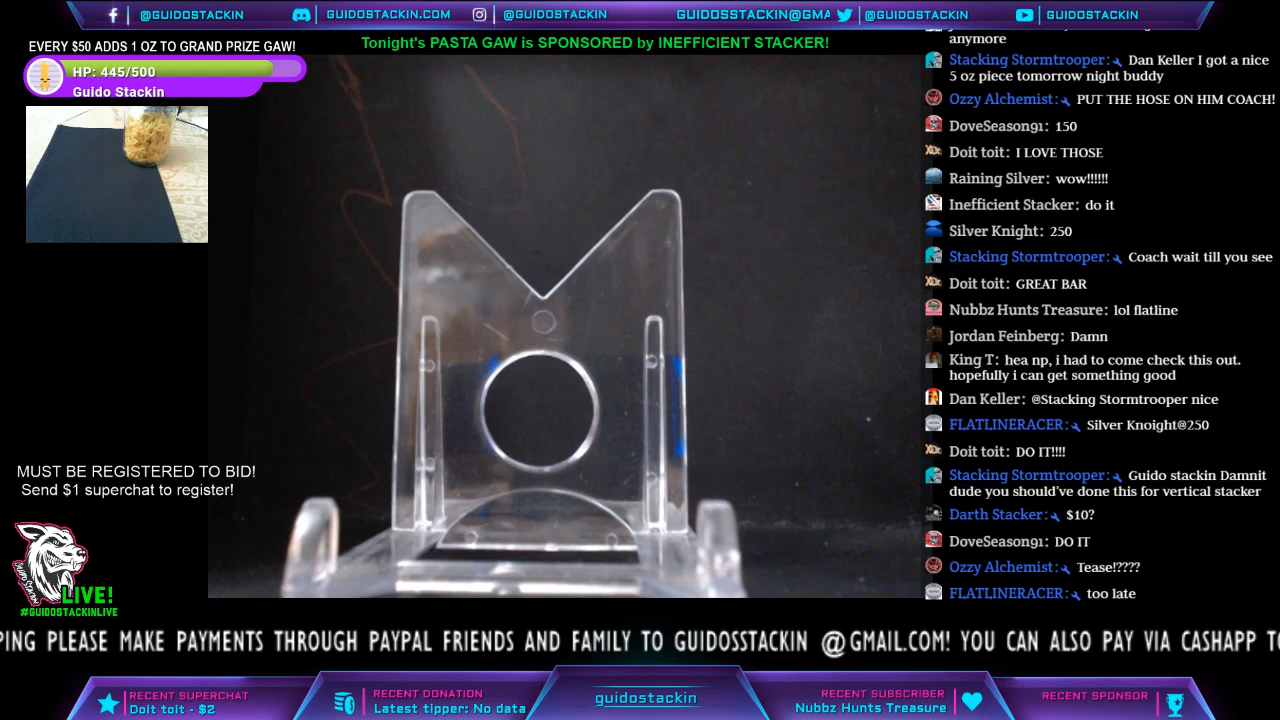 @GUIDOSTACKIN
GUIDOSTACKIN.COM
@GUIDOSTACKIN
GUIDOSSTACKIN@GMA
@GUIDOSTACKIN
GUIDOSTACKIN
EVERY $50 ADDS 1 OZ TO GRAND PRIZE GAW!
Tonight's PASTA GAW is SPONSORED by INEFFICIENT STACKER!
HP: 445/500
Guido Stackin
anymore
Stacking Stormtrooper: Dan Keller I got a nice
5 oz piece tomorrow night buddy
Ozzy Alchemist: PUT THE HOSE ON HIM COACH!
DoveSeason91: 150
Doit toit: I LOVE THOSE
Raining Silver: wow!!!!!!
Inefficient Stacker: do it
Silver Knight: 250
Stacking Stormtrooper: Coach wait till you see
Doit toit: GREAT BAR
Nubbz Hunts Treasure: lol flatline
Jordan Feinberg: Damn
King T: hea np, i had to come check this out.
hopefully i can get something good
Dan Keller: @Stacking Stormtrooper nice
FLATLINERACER: Silver Knoight@250
Doit toit: DO IT!!!!
Stacking Stormtrooper: Guido stackin Damnit
dude you should've done this for vertical stacker
Darth Stacker: $10?
DoveSeason91: DO IT
Ozzy Alchemist: Tease!????
FLATLINERACER: too late
MUST BE REGISTERED TO BID!
Send $1 superchat to register!
GUIDO STACKIN
LIVE!
#GUIDOSTACKINLIVE
PING PLEASE MAKE PAYMENTS THROUGH PAYPAL FRIENDS AND FAMILY TO GUIDOSSTACKIN @GMAIL.COM! YOU CAN ALSO PAY VIA CASHAPP TO
RECENT SUPERCHAT
Doit toit - $2
RECENT DONATION
Latest tipper: No data
guidostackin
RECENT SUBSCRIBER
Nubbz Hunts Treasure
RECENT SPONSOR